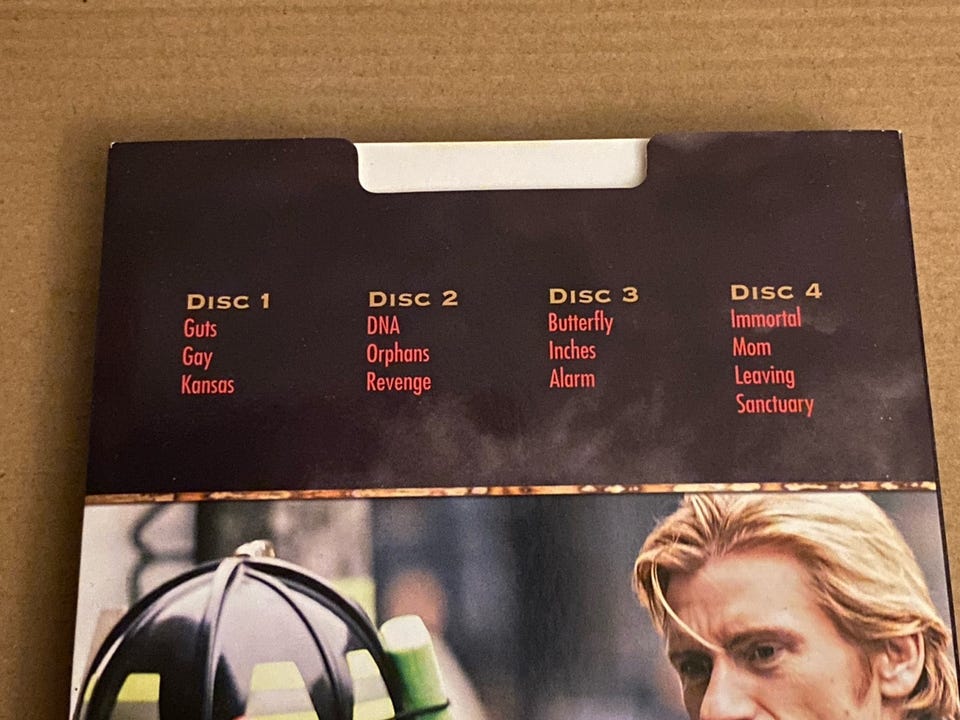 DISC 1
Guts
Gay
Kansas
DISC 2
DNA
Orphans
Revenge
DISC 3
Butterfly
Inches
Alarm
DISC 4
Immortal
Mom
Leaving
Sanctuary